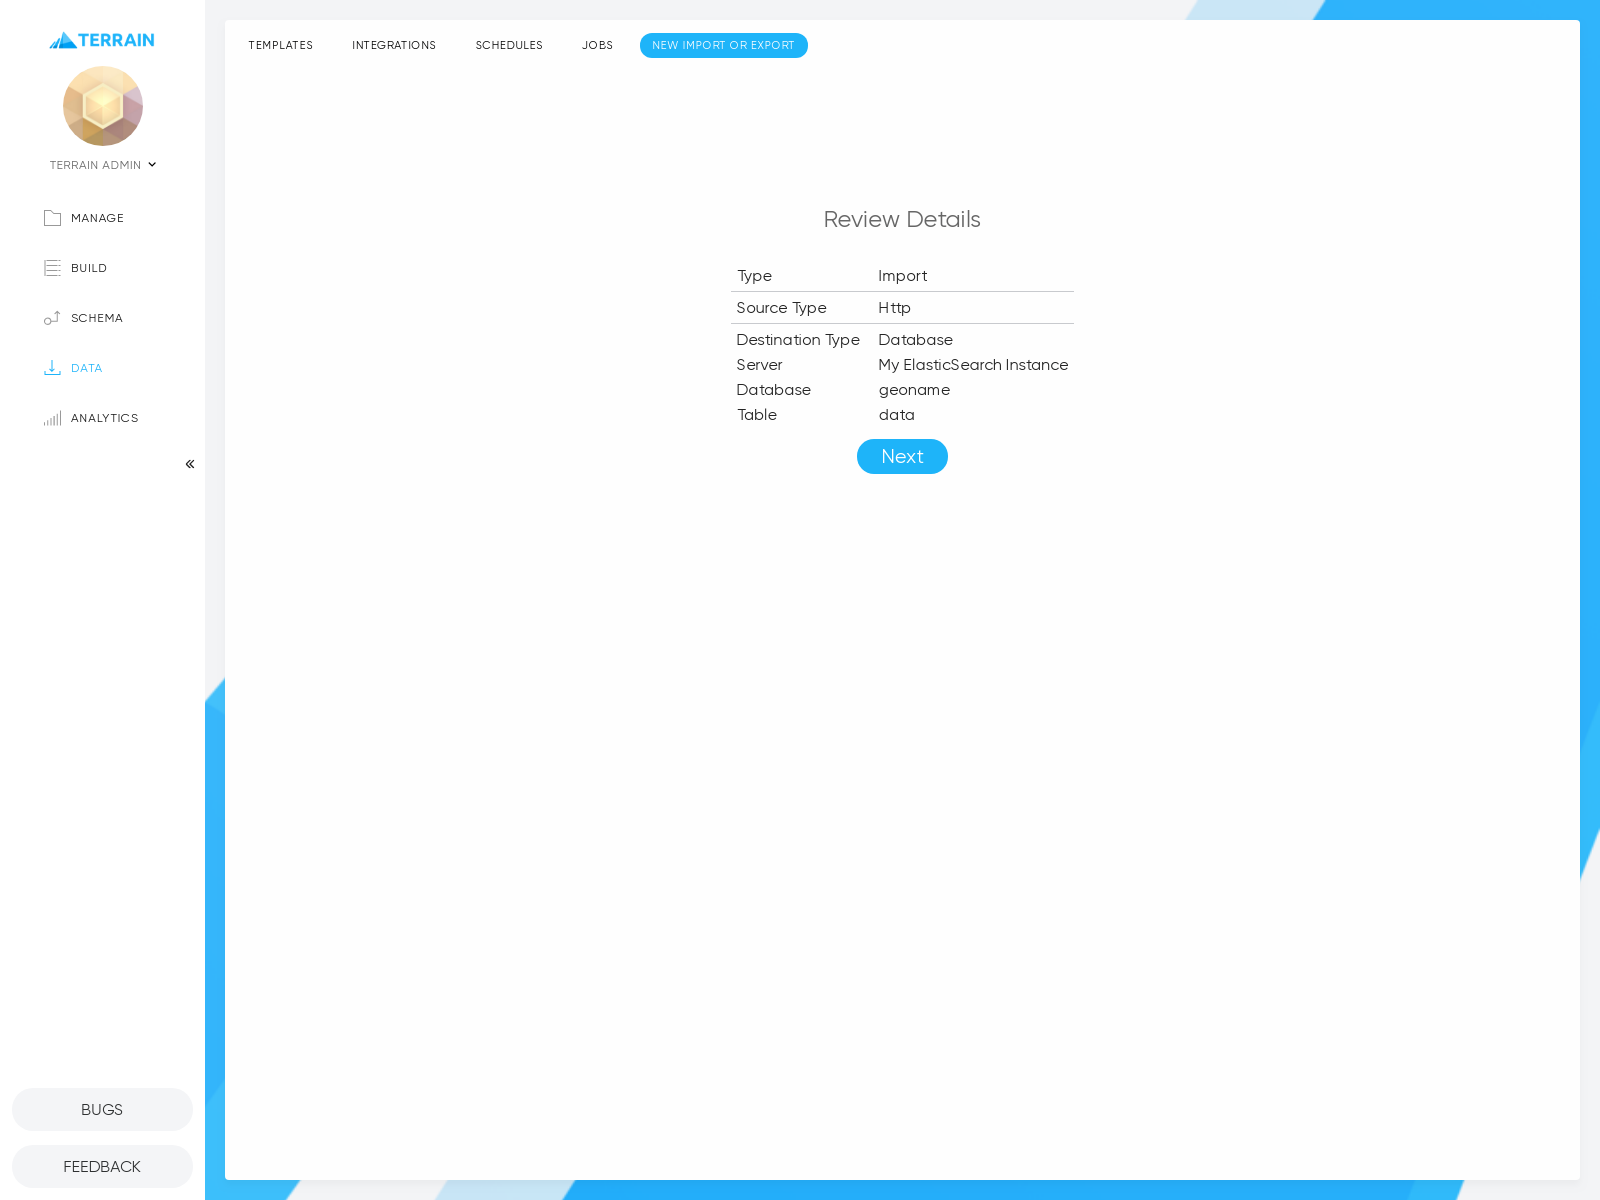 TERRAIN
TERRAIN ADMIN
MANAGE
BUILD
SCHEMA
DATA
ANALYTICS
BUGS
FEEDBACK
TEMPLATES INTEGRATIONS SCHEDULES JOBS NEW IMPORT OR EXPORT
Review Details
Type Import
Source Type Http
Destination Type Database
Server My ElasticSearch Instance
Database geoname
Table data
Next